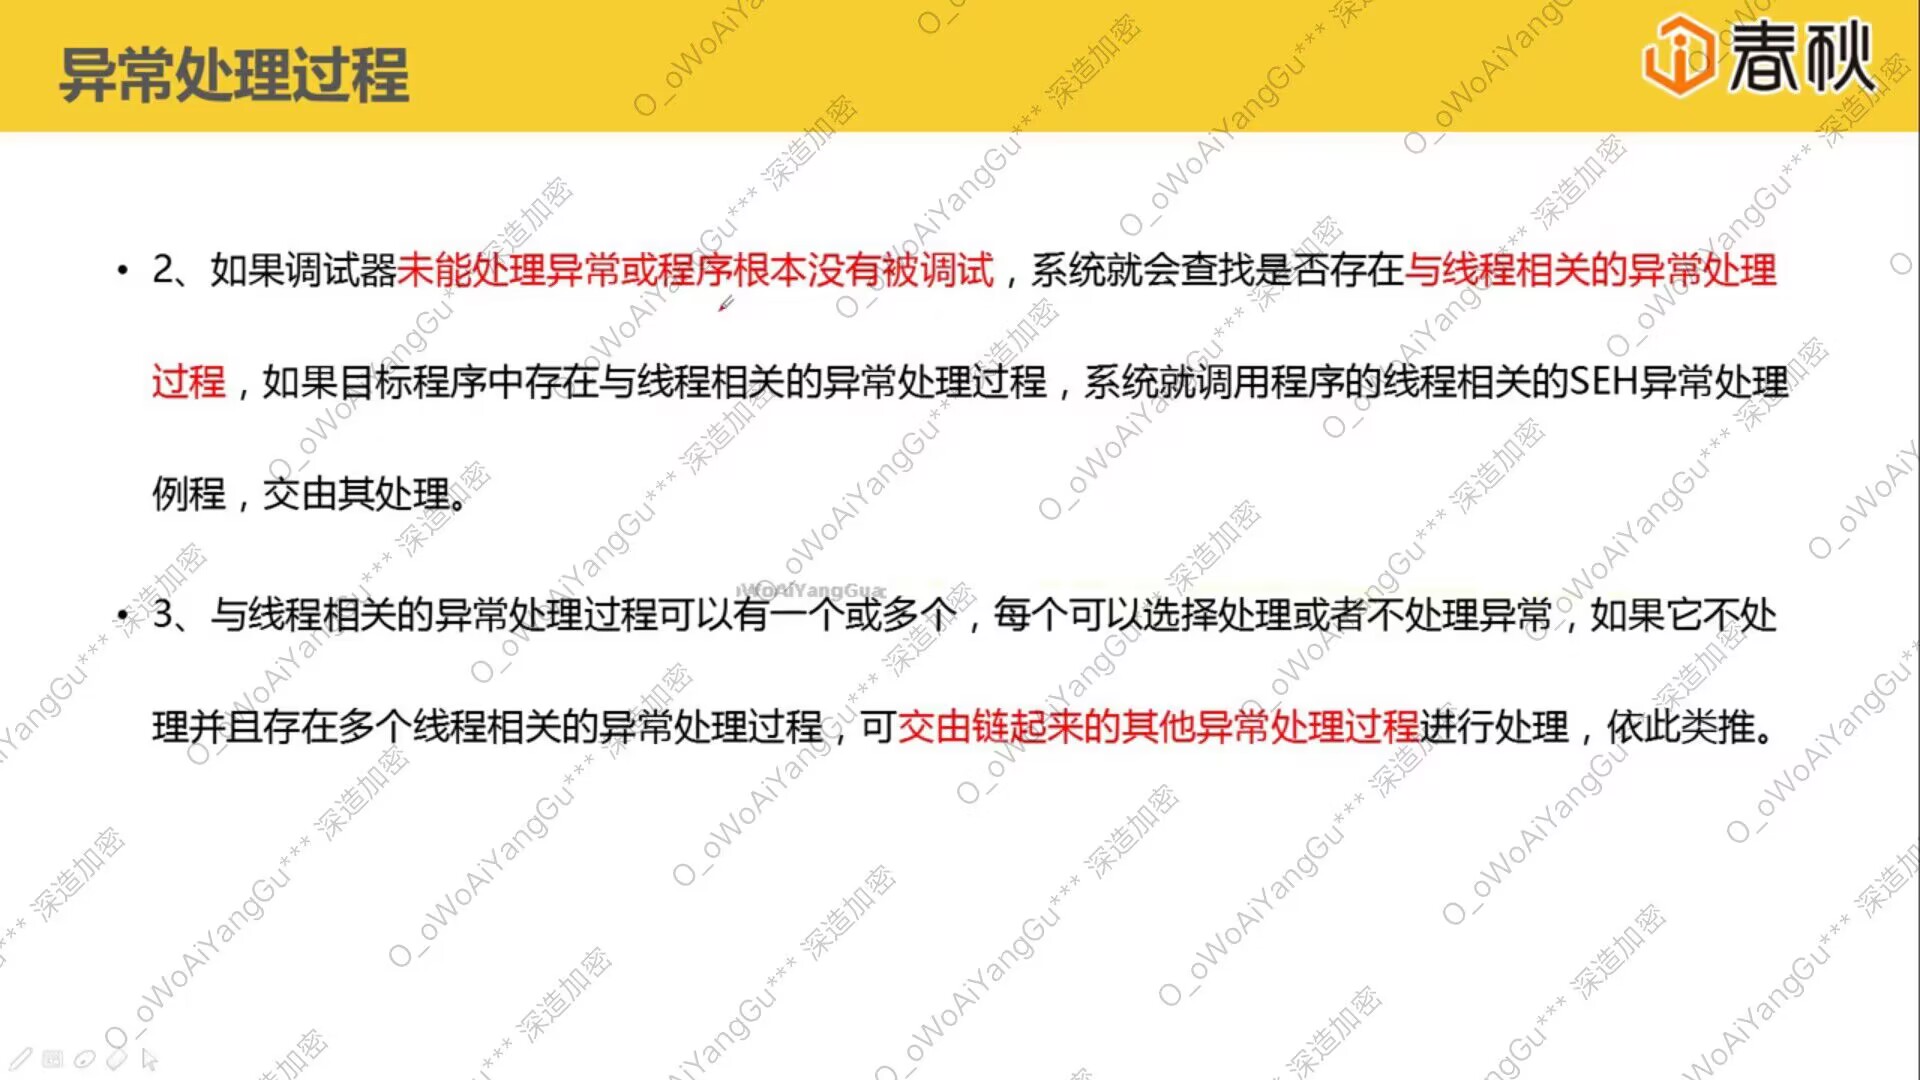 异常处理过程
春秋
• 2、如果调试器未能处理异常或程序根本没有被调试，系统就会查找是否存在与线程相关的异常处理
过程，如果目标程序中存在与线程相关的异常处理过程，系统就调用程序的线程相关的SEH异常处理
例程，交由其处理。
WoAiYangGua
• 3、与线程相关的异常处理过程可以有一个或多个，每个可以选择处理或者不处理异常，如果它不处
理并且存在多个线程相关的异常处理过程，可交由链起来的其他异常处理过程进行处理，依此类推。
O_oWoAiYangGu*** 深造加密